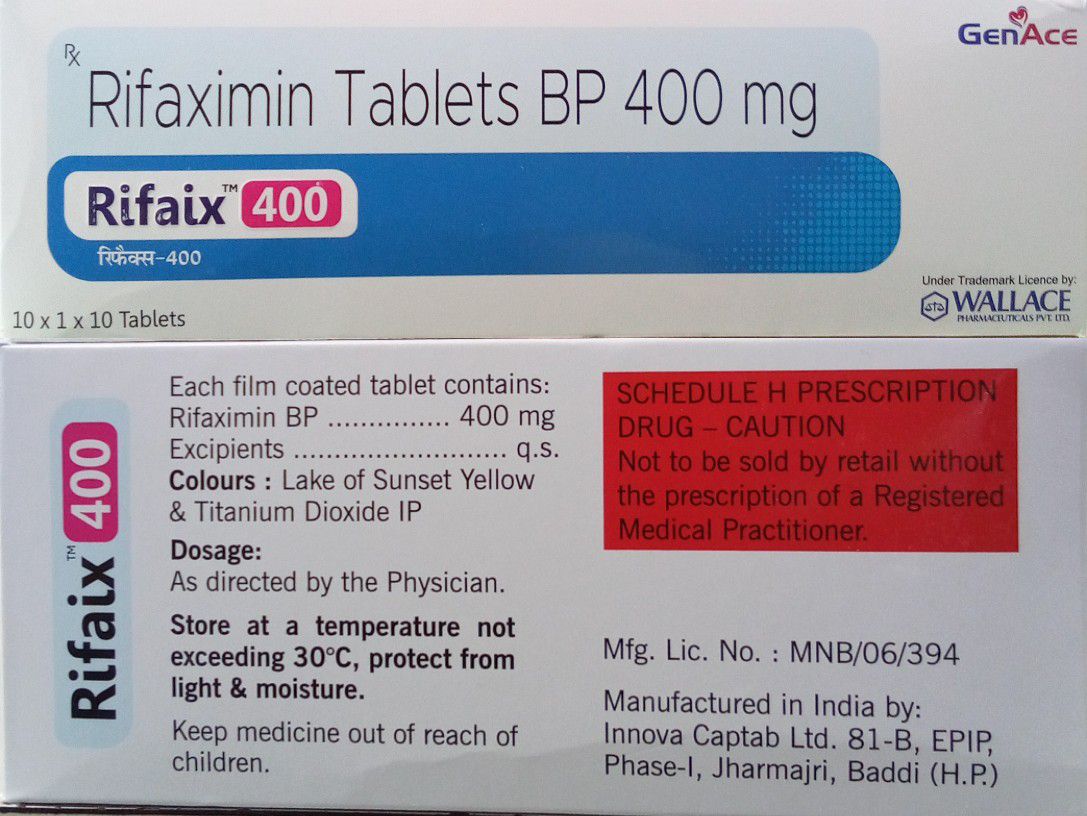 GenAce
Rx
Rifaximin Tablets BP 400 mg
Rifaix™ 400
रिफैक्स-400
Under Trademark Licence by:
WALLACE
PHARMACEUTICALS PVT. LTD.
10 x 1 x 10 Tablets
Rifaix™ 400
Each film coated tablet contains:
Rifaximin BP ............... 400 mg
Excipients .......................... q.s.
Colours : Lake of Sunset Yellow
& Titanium Dioxide IP
Dosage:
As directed by the Physician.
Store at a temperature not
exceeding 30°C, protect from
light & moisture.
Keep medicine out of reach of
children.
SCHEDULE H PRESCRIPTION
DRUG – CAUTION
Not to be sold by retail without
the prescription of a Registered
Medical Practitioner.
Mfg. Lic. No. : MNB/06/394
Manufactured in India by:
Innova Captab Ltd. 81-B, EPIP,
Phase-I, Jharmajri, Baddi (H.P.)